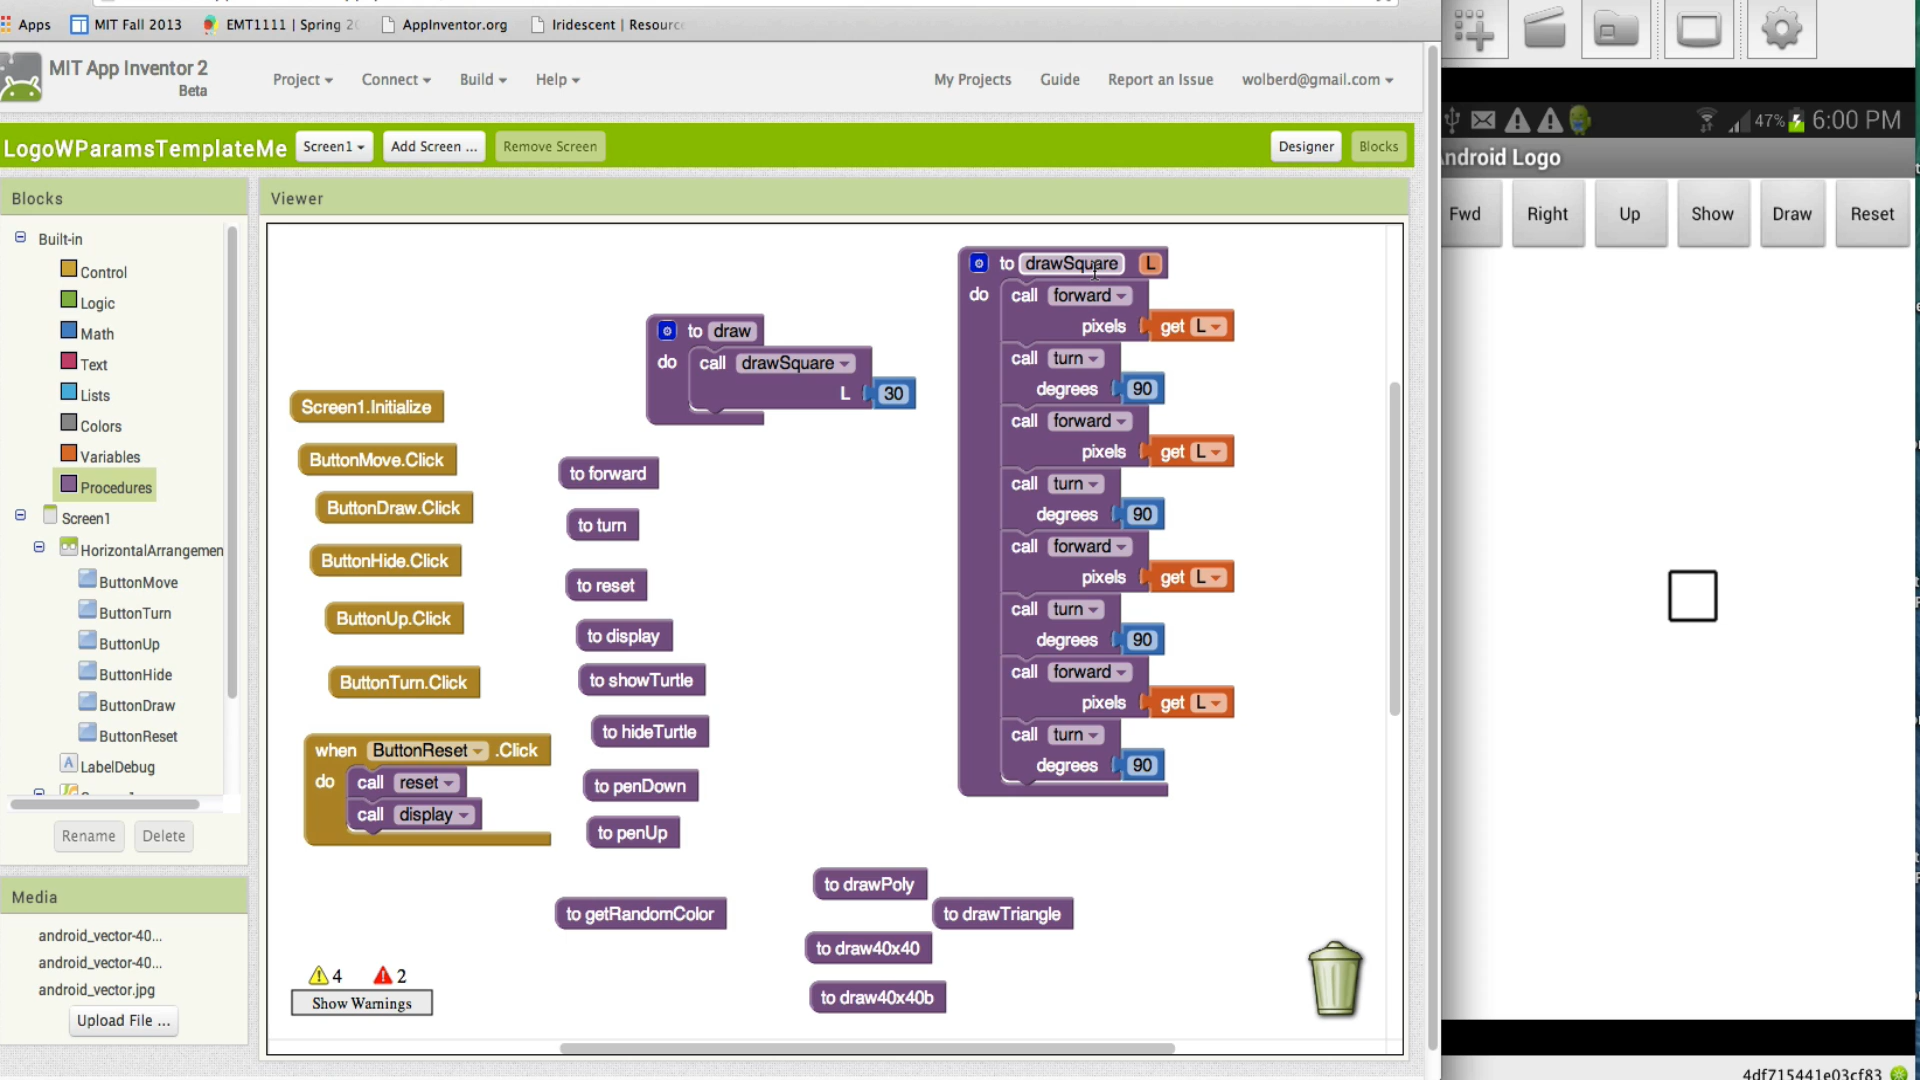 Apps MIT Fall 2013 EMT1111 | Spring 20 AppInventor.org Iridescent | Resource
MIT App Inventor 2
Beta
Project Connect Build Help
My Projects Guide Report an Issue wolberd@gmail.com
LogoWParamsTemplateMe Screen1 Add Screen ... Remove Screen Designer Blocks
Blocks
Built-in
Control
Logic
Math
Text
Lists
Colors
Variables
Procedures
Screen1
HorizontalArrangemen
ButtonMove
ButtonTurn
ButtonUp
ButtonHide
ButtonDraw
ButtonReset
LabelDebug
Rename Delete
Media
android_vector-40...
android_vector-40...
android_vector.jpg
Upload File ...
Viewer
Screen1.Initialize
ButtonMove.Click
ButtonDraw.Click
ButtonHide.Click
ButtonUp.Click
ButtonTurn.Click
when ButtonReset .Click
do call reset
call display
4 2
Show Warnings
to draw
do call drawSquare
L 30
to forward
to turn
to reset
to display
to showTurtle
to hideTurtle
to penDown
to penUp
to getRandomColor
to drawPoly
to drawTriangle
to draw40x40
to draw40x40b
to drawSquare L
do call forward
pixels get L
call turn
degrees 90
call forward
pixels get L
call turn
degrees 90
call forward
pixels get L
call turn
degrees 90
call forward
pixels get L
call turn
degrees 90
47% 6:00 PM
ndroid Logo
Fwd Right Up Show Draw Reset
4df715441e03cf83